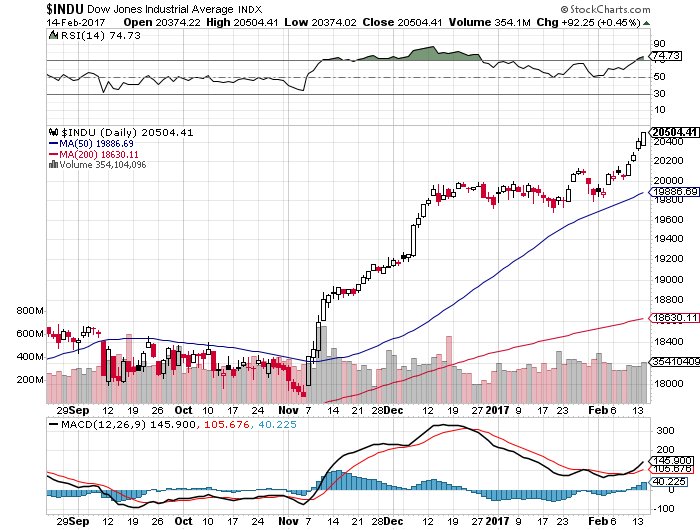 $INDU Dow Jones Industrial Average INDX
© StockCharts.com
14-Feb-2017 Open 20374.22 High 20504.41 Low 20374.02 Close 20504.41 Volume 354.1M Chg +92.25 (+0.45%)
RSI(14) 74.73
90
74.73
50
30
10
$INDU (Daily) 20504.41
MA(50) 19886.69
MA(200) 18630.11
Volume 354,104,096
20504.41
20400
20200
20000
19886.69
19800
19600
19400
19200
19000
18800
18630.11
18400
35410409
18000
800M
600M
400M
200M
29 Sep 12 19 26 Oct 10 17 24 Nov 7 14 21 28 Dec 12 19 27 2017 17 23 Feb 6 13
MACD(12,26,9) 145.900, 105.676, 40.225
300
200
145.900
105.676
40.225
0
-100
29 Sep 12 19 26 Oct 10 17 24 Nov 7 14 21 28 Dec 12 19 27 2017 17 23 Feb 6 13